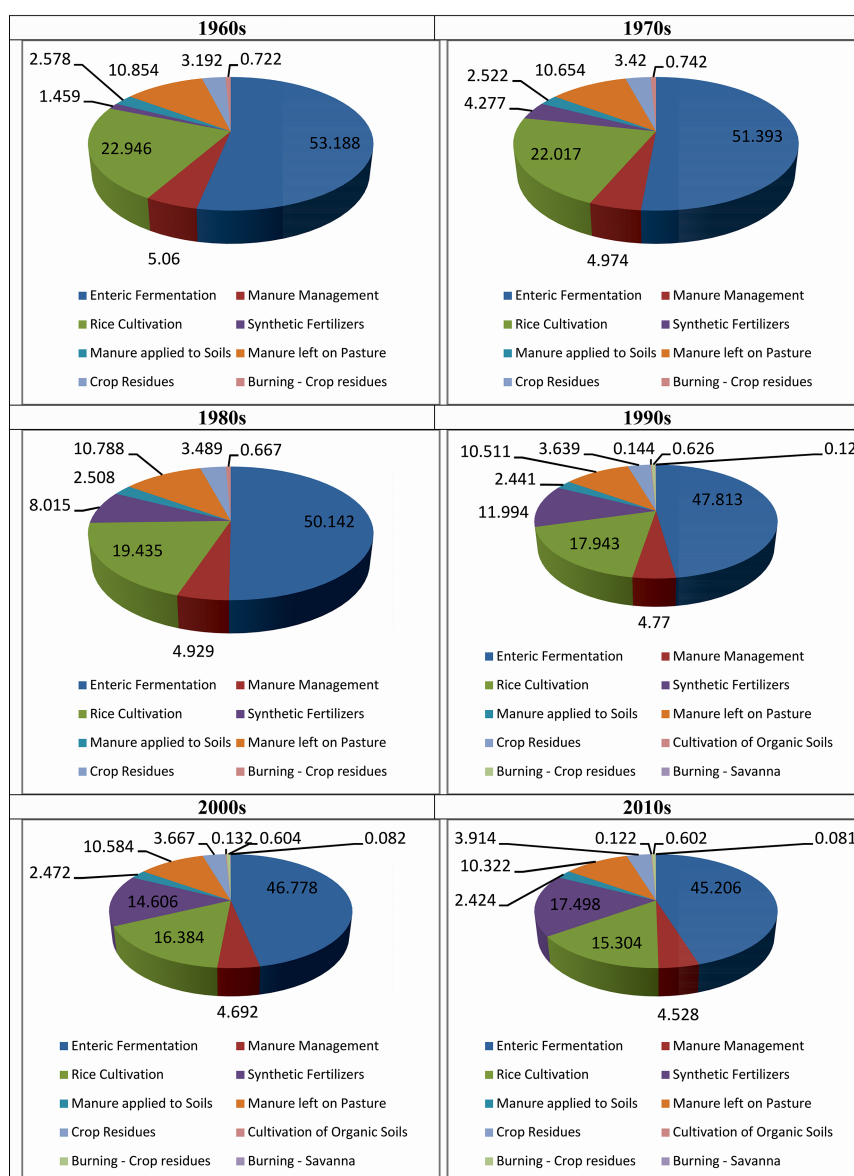 1960s 1970s
3.192 0.722
2.578
10.854
1.459
53.188
22.946
5.06
Enteric Fermentation Manure Management
Rice Cultivation Synthetic Fertilizers
Manure applied to Soils Manure left on Pasture
Crop Residues Burning - Crop residues
3.42 0.742
10.654
2.522
4.277
51.393
22.017
4.974
Enteric Fermentation Manure Management
Rice Cultivation Synthetic Fertilizers
Manure applied to Soils Manure left on Pasture
Crop Residues Burning - Crop residues
1980s 1990s
10.788 3.489 0.667
2.508
8.015
50.142
19.435
4.929
Enteric Fermentation Manure Management
Rice Cultivation Synthetic Fertilizers
Manure applied to Soils Manure left on Pasture
Crop Residues Burning - Crop residues
10.511 3.639 0.144 0.626 0.12
2.441
11.994
47.813
17.943
4.77
Enteric Fermentation Manure Management
Rice Cultivation Synthetic Fertilizers
Manure applied to Soils Manure left on Pasture
Crop Residues Cultivation of Organic Soils
Burning - Crop residues Burning - Savanna
2000s 2010s
3.667 0.132 0.604 0.082
10.584
2.472
46.778
14.606
16.384
4.692
Enteric Fermentation Manure Management
Rice Cultivation Synthetic Fertilizers
Manure applied to Soils Manure left on Pasture
Crop Residues Cultivation of Organic Soils
Burning - Crop residues Burning - Savanna
3.914 0.122 0.602 0.081
10.322
2.424
45.206
17.498
15.304
4.528
Enteric Fermentation Manure Management
Rice Cultivation Synthetic Fertilizers
Manure applied to Soils Manure left on Pasture
Crop Residues Cultivation of Organic Soils
Burning - Crop residues Burning - Savanna